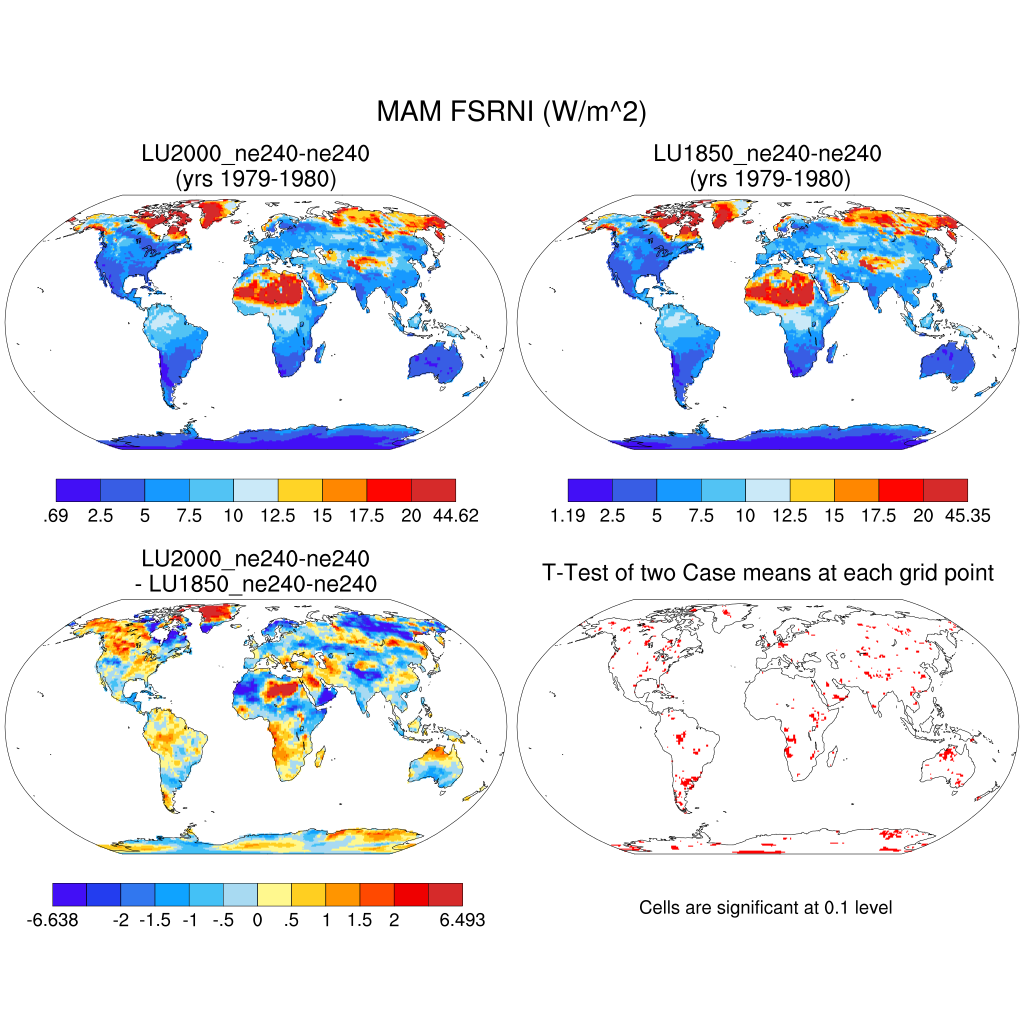 MAM FSRNI (W/m^2)
LU2000_ne240-ne240
(yrs 1979-1980)
LU1850_ne240-ne240
(yrs 1979-1980)
.69 2.5 5 7.5 10 12.5 15 17.5 20 44.62
1.19 2.5 5 7.5 10 12.5 15 17.5 20 45.35
LU2000_ne240-ne240
- LU1850_ne240-ne240
T-Test of two Case means at each grid point
-6.638 -2 -1.5 -1 -.5 0 .5 1 1.5 2 6.493
Cells are significant at 0.1 level